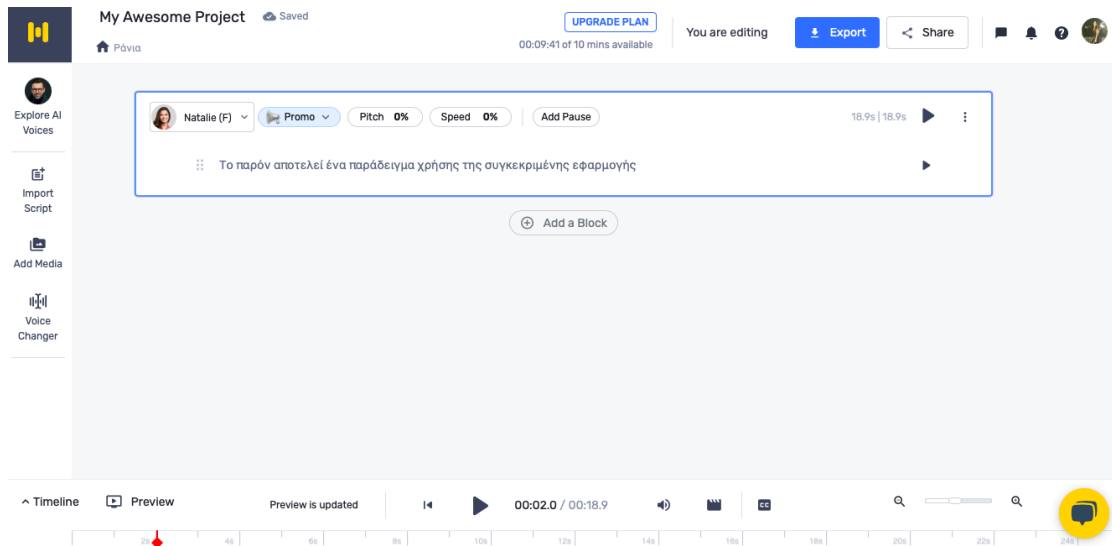 My Awesome Project
Saved
Ράνια
UPGRADE PLAN
00:09:41 of 10 mins available
You are editing
Export
Share
Explore AI
Voices
Import
Script
Add Media
Voice
Changer
Natalie (F)
Promo
Pitch 0%
Speed 0%
Add Pause
18.9s | 18.9s
Το παρόν αποτελεί ένα παράδειγμα χρήσης της συγκεκριμένης εφαρμογής
Add a Block
Timeline
Preview
Preview is updated
00:02.0 / 00:18.9
CC
2s 4s 6s 8s 10s 12s 14s 16s 18s 20s 22s 24s